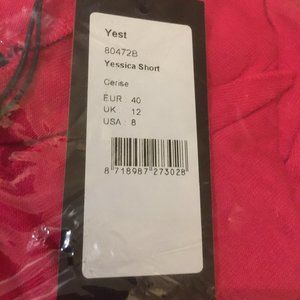 Yest
80472B
Yessica Short
Cerise
EUR 40
UK 12
USA 8
8 718987 273028